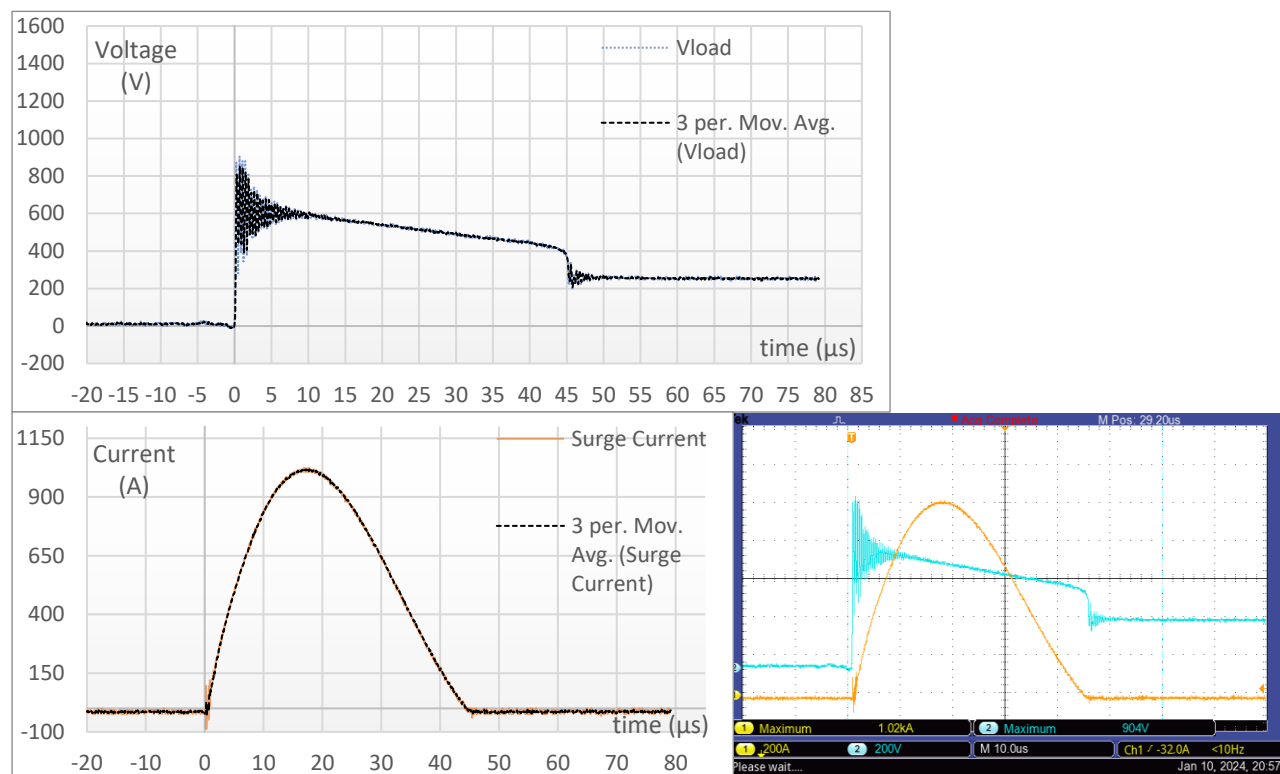 1600
1400
1200
1000
800
600
400
200
0
-200
Voltage
(V)
Vload
3 per. Mov. Avg.
(Vload)
time (µs)
-20 -15 -10 -5 0 5 10 15 20 25 30 35 40 45 50 55 60 65 70 75 80 85
1150
900
650
400
150
-100
Current
(A)
Surge Current
3 per. Mov.
Avg. (Surge
Current)
time (µs)
-20 -10 0 10 20 30 40 50 60 70 80
ek Acq Complete M Pos: 29.20us
T
2
1
1 Maximum 1.02kA 2 Maximum 904V
1 200A 2 200V M 10.0us Ch1 / -32.0A <10Hz
Please wait.... Jan 10, 2024, 20:57